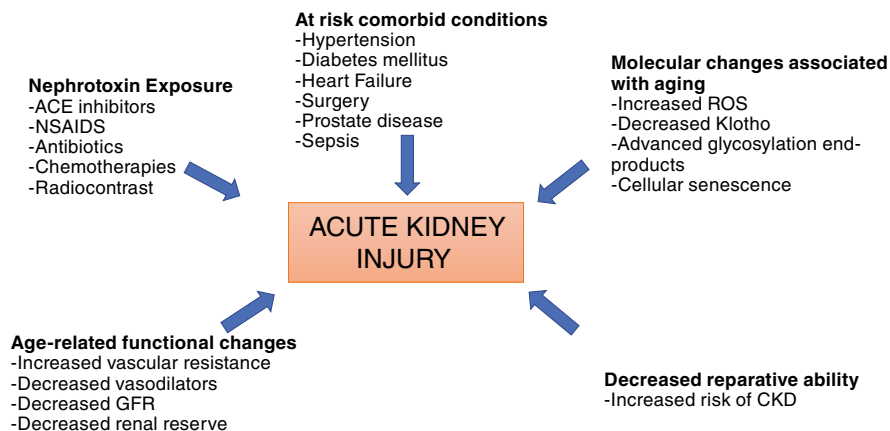 At risk comorbid conditions
-Hypertension
-Diabetes mellitus
-Heart Failure
-Surgery
-Prostate disease
-Sepsis
Nephrotoxin Exposure
-ACE inhibitors
-NSAIDS
-Antibiotics
-Chemotherapies
-Radiocontrast
Molecular changes associated
with aging
-Increased ROS
-Decreased Klotho
-Advanced glycosylation end-
products
-Cellular senescence
ACUTE KIDNEY
INJURY
Age-related functional changes
-Increased vascular resistance
-Decreased vasodilators
-Decreased GFR
-Decreased renal reserve
Decreased reparative ability
-Increased risk of CKD